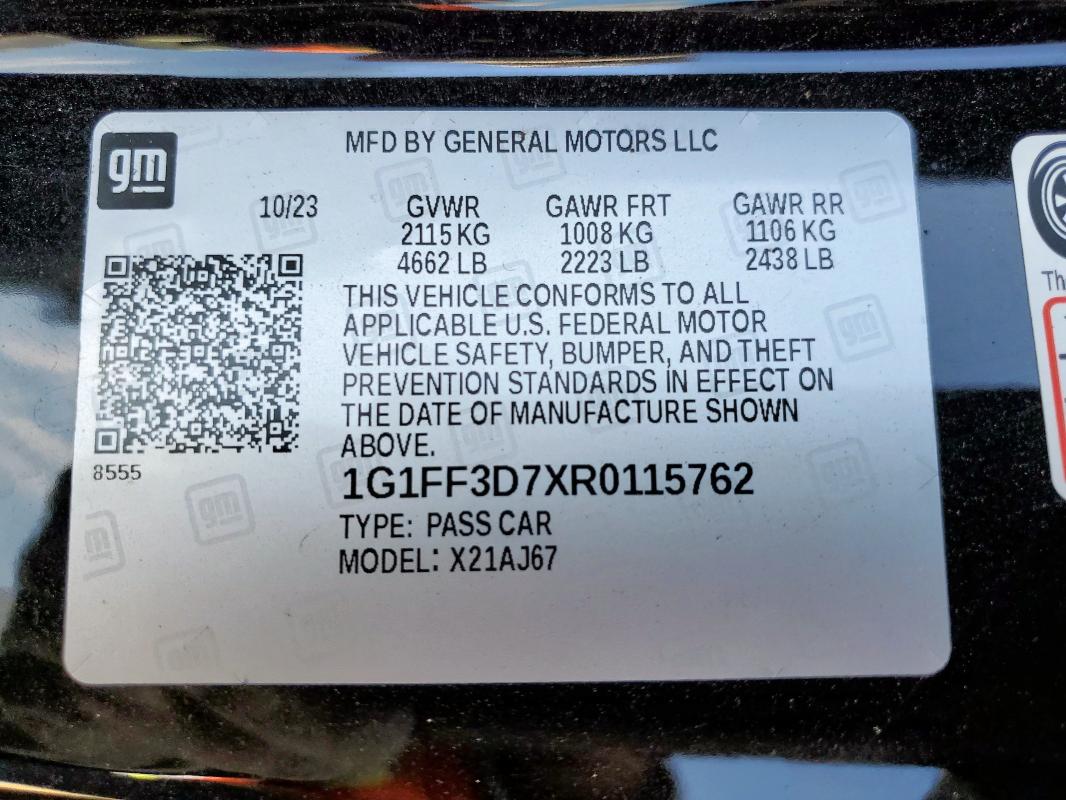 MFD BY GENERAL MOTORS LLC
gm
10/23 GVWR GAWR FRT GAWR RR
2115 KG 1008 KG 1106 KG
4662 LB 2223 LB 2438 LB
THIS VEHICLE CONFORMS TO ALL
APPLICABLE U.S. FEDERAL MOTOR
VEHICLE SAFETY, BUMPER, AND THEFT
PREVENTION STANDARDS IN EFFECT ON
THE DATE OF MANUFACTURE SHOWN
ABOVE.
8555
1G1FF3D7XR0115762
TYPE: PASS CAR
MODEL: X21AJ67
Th